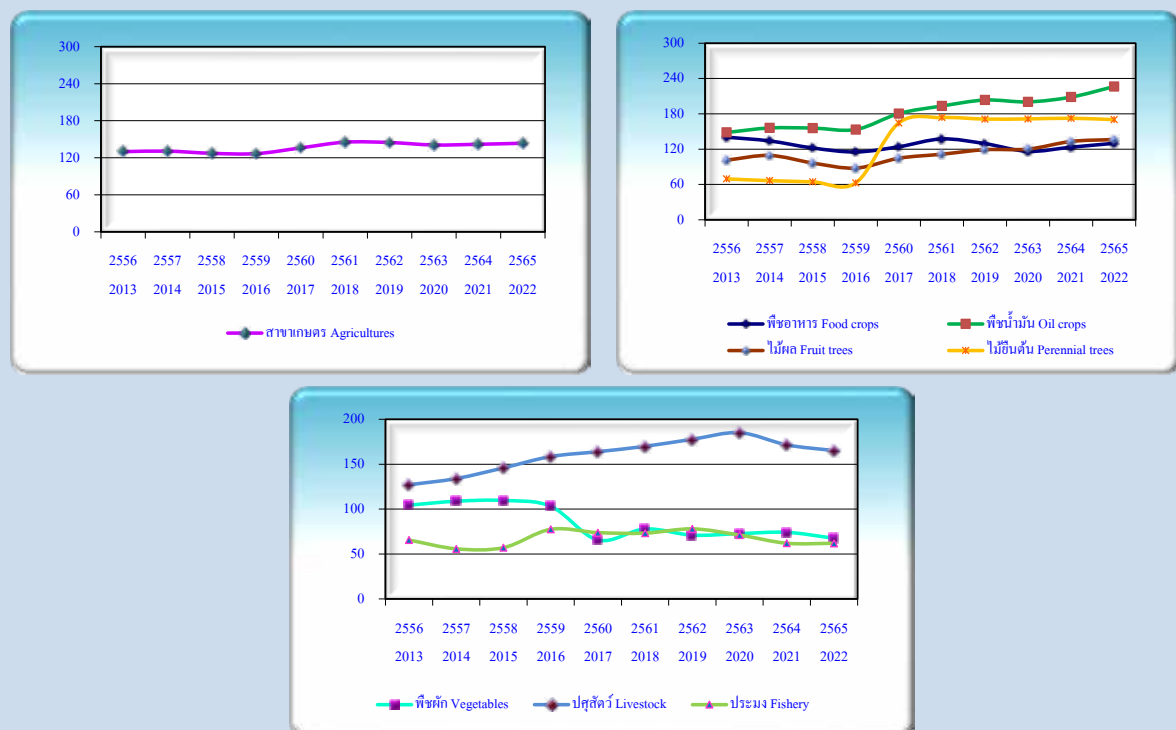 300
240
180
120
60
0
2556 2557 2558 2559 2560 2561 2562 2563 2564 2565
2013 2014 2015 2016 2017 2018 2019 2020 2021 2022
สาขาเกษตร Agricultures
300
240
180
120
60
0
2556 2557 2558 2559 2560 2561 2562 2563 2564 2565
2013 2014 2015 2016 2017 2018 2019 2020 2021 2022
พืชอาหาร Food crops พืชน้ำมัน Oil crops
ไม้ผล Fruit trees ไม้ยืนต้น Perennial trees
200
150
100
50
0
2556 2557 2558 2559 2560 2561 2562 2563 2564 2565
2013 2014 2015 2016 2017 2018 2019 2020 2021 2022
พืชผัก Vegetables ปศุสัตว์ Livestock ประมง Fishery